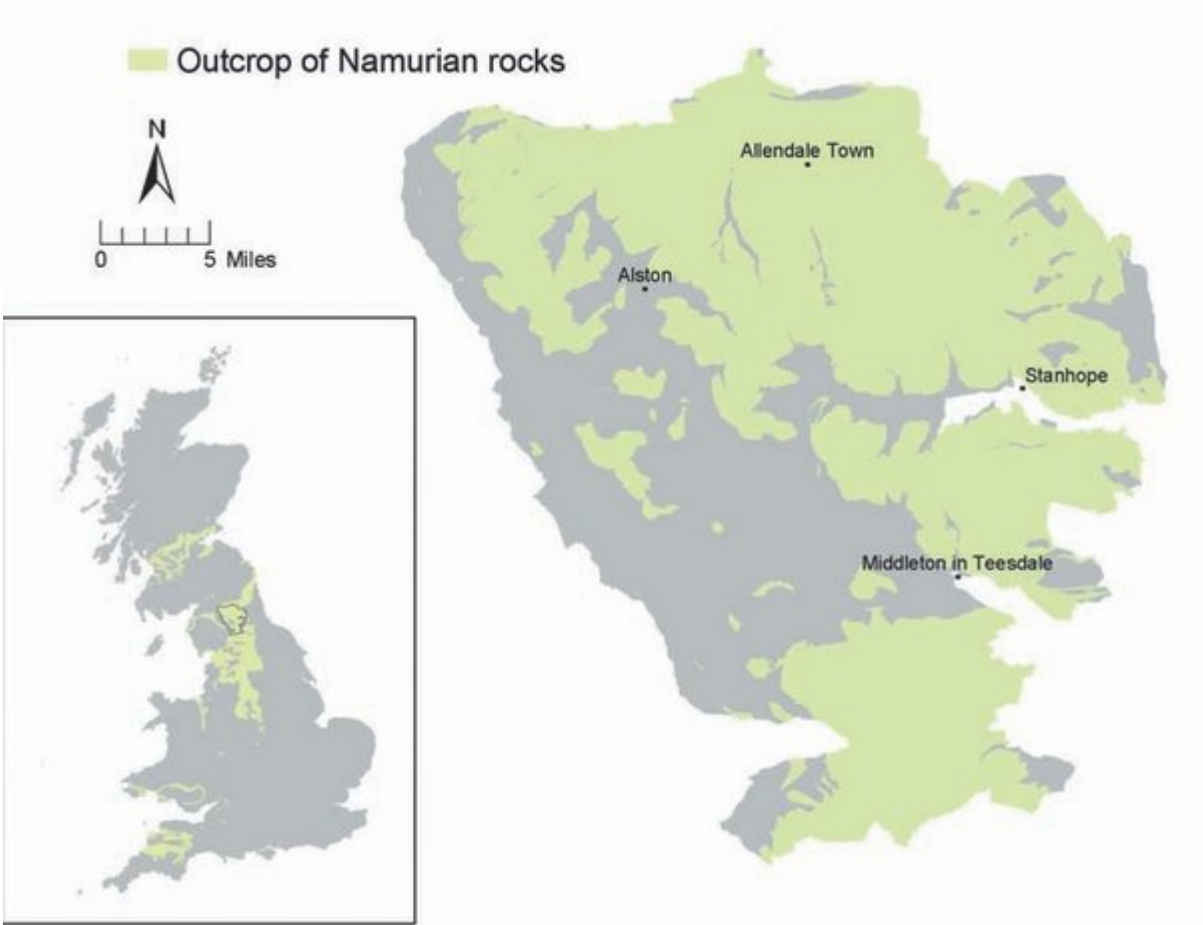 Outcrop of Namurian rocks
N
0 5 Miles
Allendale Town
Alston
Stanhope
Middleton in Teesdale